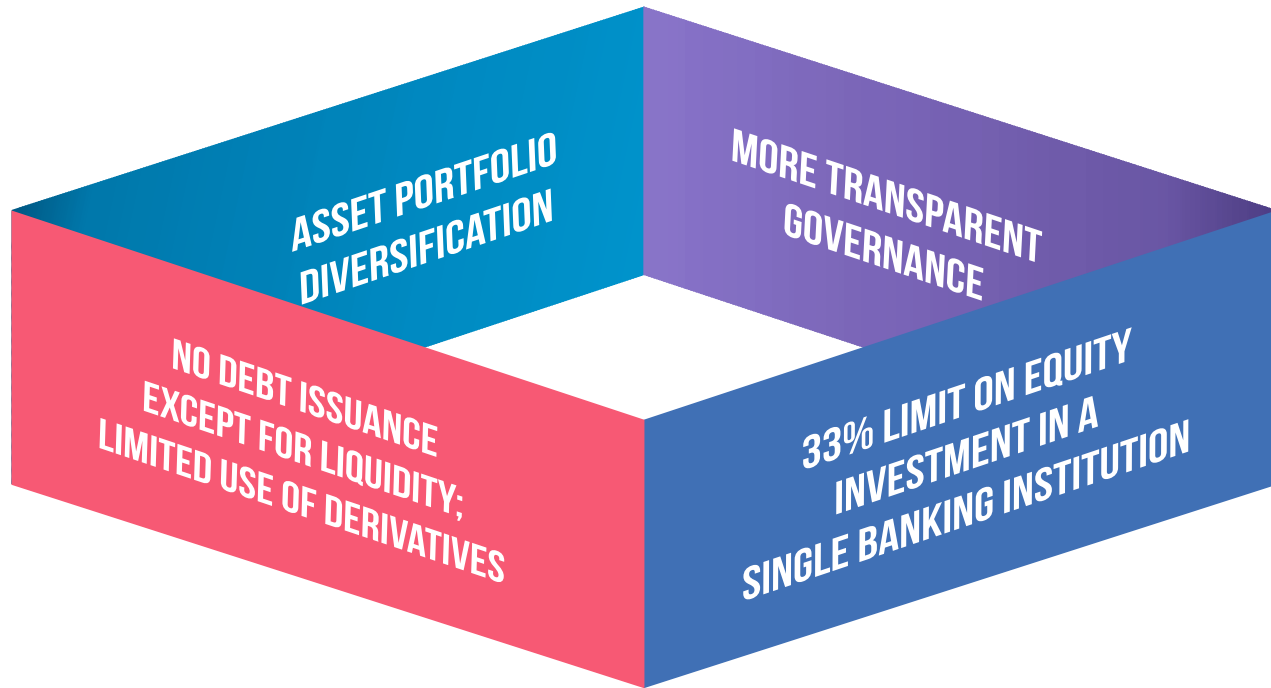 ASSET PORTFOLIO
DIVERSIFICATION
MORE TRANSPARENT
GOVERNANCE
NO DEBT ISSUANCE
EXCEPT FOR LIQUIDITY;
LIMITED USE OF DERIVATIVES
33% LIMIT ON EQUITY
INVESTMENT IN A
SINGLE BANKING INSTITUTION